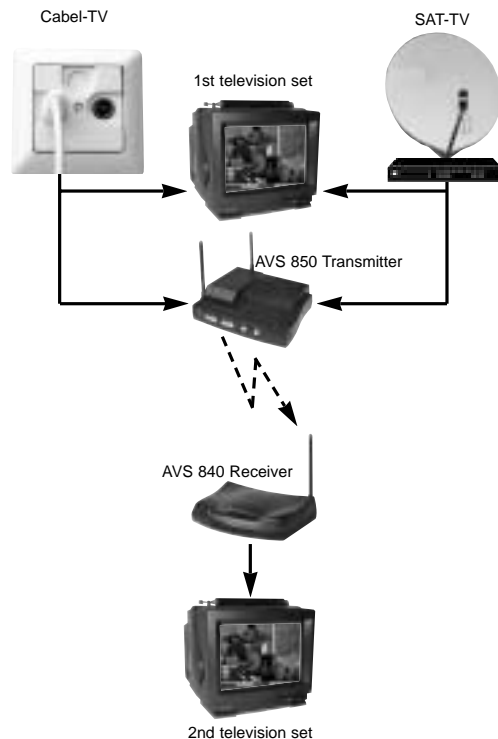 Cabel-TV
SAT-TV
1st television set
AVS 850 Transmitter
AVS 840 Receiver
2nd television set